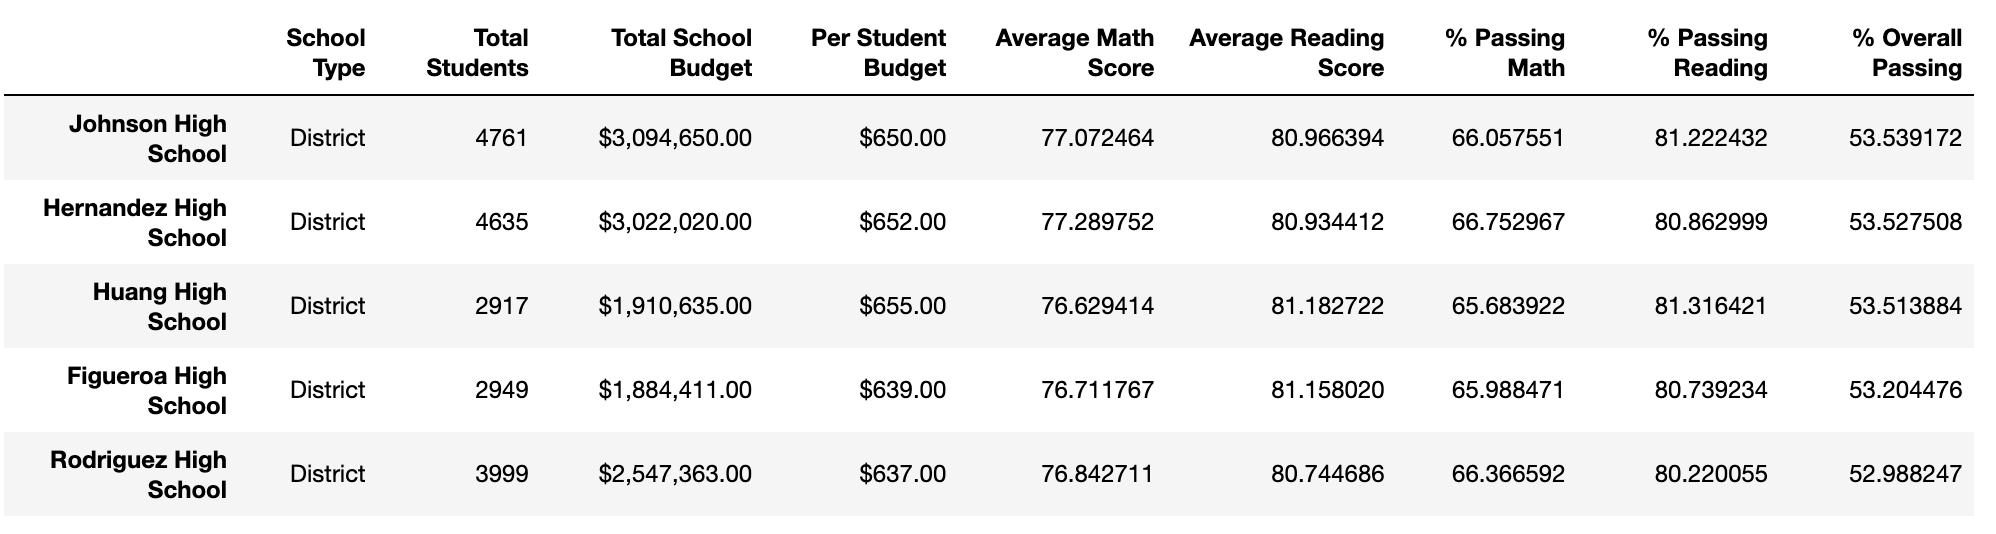 School Type Total Students Total School Budget Per Student Budget Average Math Score Average Reading Score % Passing Math % Passing Reading % Overall Passing
Johnson High School District 4761 $3,094,650.00 $650.00 77.072464 80.966394 66.057551 81.222432 53.539172
Hernandez High School District 4635 $3,022,020.00 $652.00 77.289752 80.934412 66.752967 80.862999 53.527508
Huang High School District 2917 $1,910,635.00 $655.00 76.629414 81.182722 65.683922 81.316421 53.513884
Figueroa High School District 2949 $1,884,411.00 $639.00 76.711767 81.158020 65.988471 80.739234 53.204476
Rodriguez High School District 3999 $2,547,363.00 $637.00 76.842711 80.744686 66.366592 80.220055 52.988247